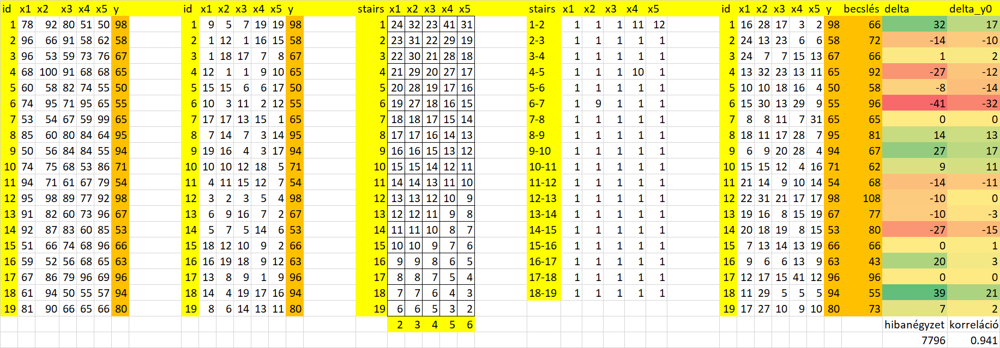 id x1 x2 x3 x4 x5 y id x1 x2 x3 x4 x5 y stairs x1 x2 x3 x4 x5 stairs x1 x2 x3 x4 x5 id x1 x2 x3 x4 x5 y becslés delta delta_y0
1 78 92 80 51 50 98 1 9 5 7 19 19 98 1 24 32 23 41 31 1-2 1 1 1 11 12 1 16 28 17 3 2 98 66 32 17
2 96 66 91 58 62 58 2 1 12 1 16 15 58 2 23 31 22 29 19 2-3 1 1 1 1 1 2 24 13 23 6 6 58 72 -14 -10
3 96 53 59 73 76 67 3 1 18 17 7 8 67 3 22 30 21 28 18 3-4 1 1 1 1 1 3 24 7 7 15 13 67 66 1 2
4 68 100 91 68 68 65 4 12 1 1 9 10 65 4 21 29 20 27 17 4-5 1 1 1 10 1 4 13 32 23 13 11 65 92 -27 -12
5 60 58 82 74 55 50 5 15 15 6 6 17 50 5 20 28 19 17 16 5-6 1 1 1 1 1 5 10 10 18 16 4 50 58 -8 -14
6 74 95 71 95 65 55 6 10 3 11 2 12 55 6 19 27 18 16 15 6-7 1 9 1 1 1 6 15 30 13 29 9 55 96 -41 -32
7 53 54 67 59 99 65 7 17 17 13 15 1 65 7 18 18 17 15 14 7-8 1 1 1 1 1 7 8 8 11 7 31 65 65 0 0
8 85 60 80 84 64 95 8 7 14 7 3 14 95 8 17 17 16 14 13 8-9 1 1 1 1 1 8 18 11 17 28 7 95 81 14 13
9 50 56 84 84 55 94 9 19 16 4 3 17 94 9 16 16 15 13 12 9-10 1 1 1 1 1 9 6 9 20 28 4 94 67 27 17
10 74 75 68 53 86 71 10 10 10 12 18 5 71 10 15 15 14 12 11 10-11 1 1 1 1 1 10 15 15 12 4 16 71 62 9 11
11 94 71 61 67 79 54 11 4 11 15 12 7 54 11 14 14 13 11 10 11-12 1 1 1 1 1 11 21 14 9 10 14 54 68 -14 -11
12 95 98 89 77 92 98 12 3 2 3 5 4 98 12 13 13 12 10 9 12-13 1 1 1 1 1 12 22 31 21 17 17 98 108 -10 0
13 91 82 60 73 96 67 13 6 9 16 7 2 67 13 12 12 11 9 8 13-14 1 1 1 1 1 13 19 16 8 15 19 67 77 -10 -3
14 92 87 83 60 85 53 14 5 7 5 14 6 53 14 11 11 10 8 7 14-15 1 1 1 1 1 14 20 18 19 8 15 53 80 -27 -15
15 51 66 74 68 96 66 15 18 12 10 9 2 66 15 10 10 9 7 6 15-16 1 1 1 1 1 15 7 13 14 13 19 66 66 0 1
16 59 52 56 68 65 63 16 16 19 18 9 12 63 16 9 9 8 6 5 16-17 1 1 1 1 1 16 9 6 6 13 9 63 43 20 3
17 67 86 79 96 69 96 17 13 8 9 1 9 96 17 8 8 7 5 4 17-18 1 1 1 1 1 17 12 17 15 41 12 96 96 0 0
18 61 94 50 55 57 94 18 14 4 19 17 16 94 18 7 7 6 4 3 18-19 1 1 1 1 1 18 11 29 5 5 5 94 55 39 21
19 81 90 66 65 66 80 19 8 6 14 13 11 80 19 6 6 5 3 2 19 17 27 10 9 10 80 73 7 2
2 3 4 5 6 hibanégyzet korreláció
7796 0.941